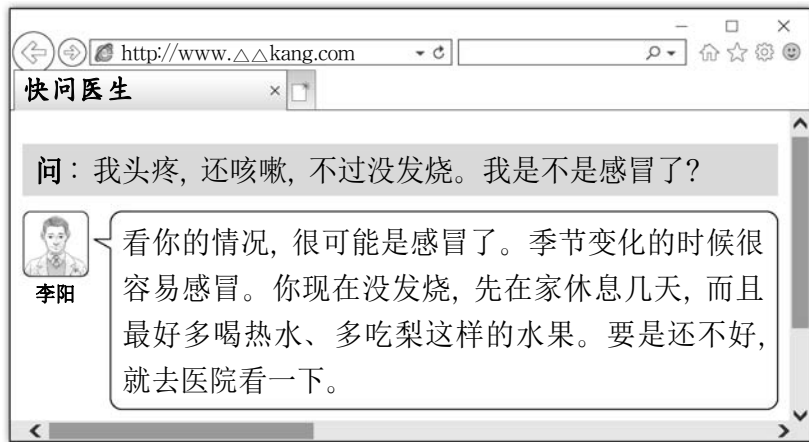 http://www.△△kang.com
快问医生
问: 我头疼, 还咳嗽, 不过没发烧。我是不是感冒了?
看你的情况, 很可能是感冒了。季节变化的时候很
容易感冒。你现在没发烧, 先在家休息几天, 而且
最好多喝热水、多吃梨这样的水果。要是还不好,
就去医院看一下。
李阳